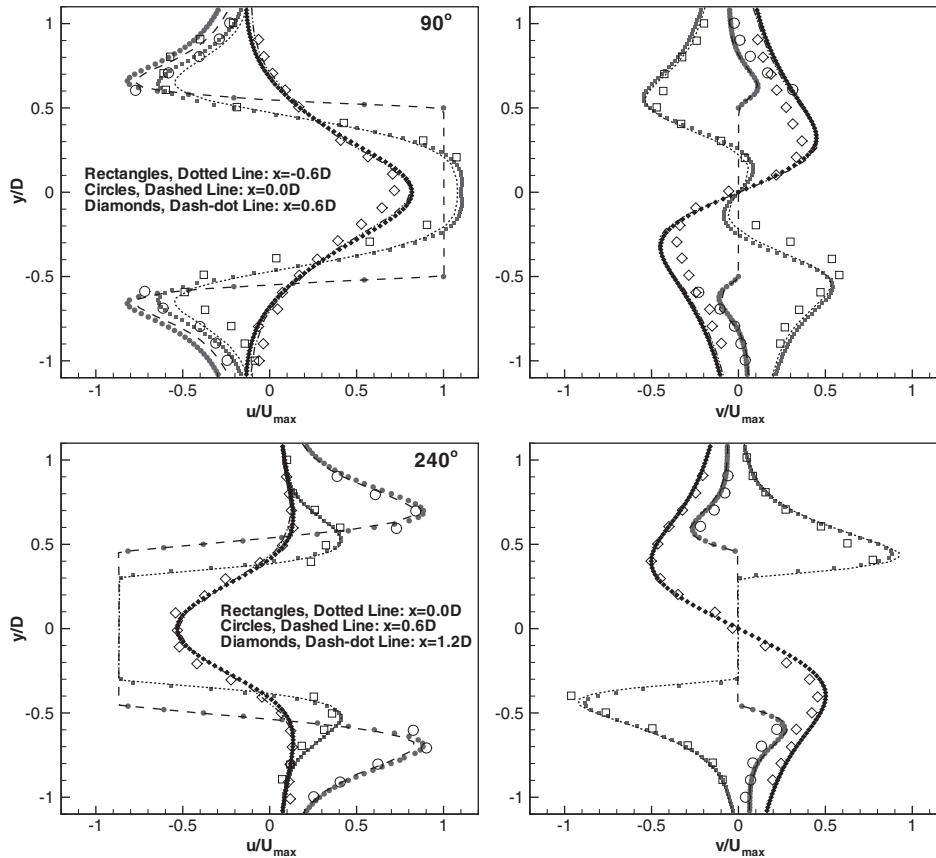 90°
1
0.5
0
-0.5
-1
y/D
Rectangles, Dotted Line: x=-0.6D
Circles, Dashed Line: x=0.0D
Diamonds, Dash-dot Line: x=0.6D
-1 -0.5 0 0.5 1
u/Umax
1
0.5
0
-0.5
-1
-1 -0.5 0 0.5 1
v/Umax
240°
1
0.5
0
-0.5
-1
y/D
Rectangles, Dotted Line: x=0.0D
Circles, Dashed Line: x=0.6D
Diamonds, Dash-dot Line: x=1.2D
-1 -0.5 0 0.5 1
u/Umax
1
0.5
0
-0.5
-1
-1 -0.5 0 0.5 1
v/Umax